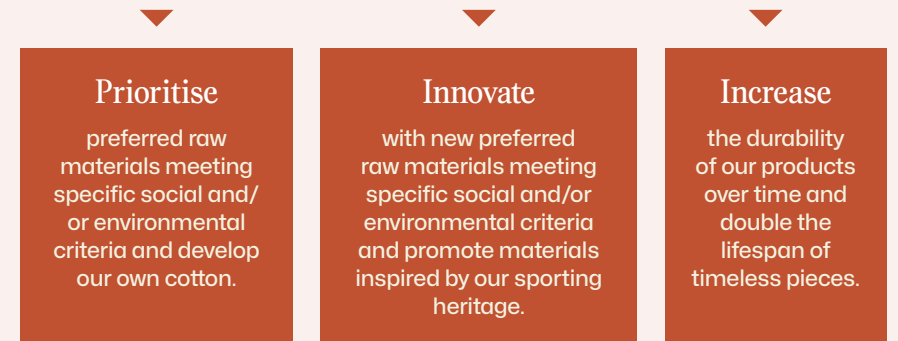 Prioritise
preferred raw
materials meeting
specific social and/
or environmental
criteria and develop
our own cotton.
Innovate
with new preferred
raw materials meeting
specific social and/or
environmental criteria
and promote materials
inspired by our sporting
heritage.
Increase
the durability
of our products
over time and
double the
lifespan of
timeless pieces.